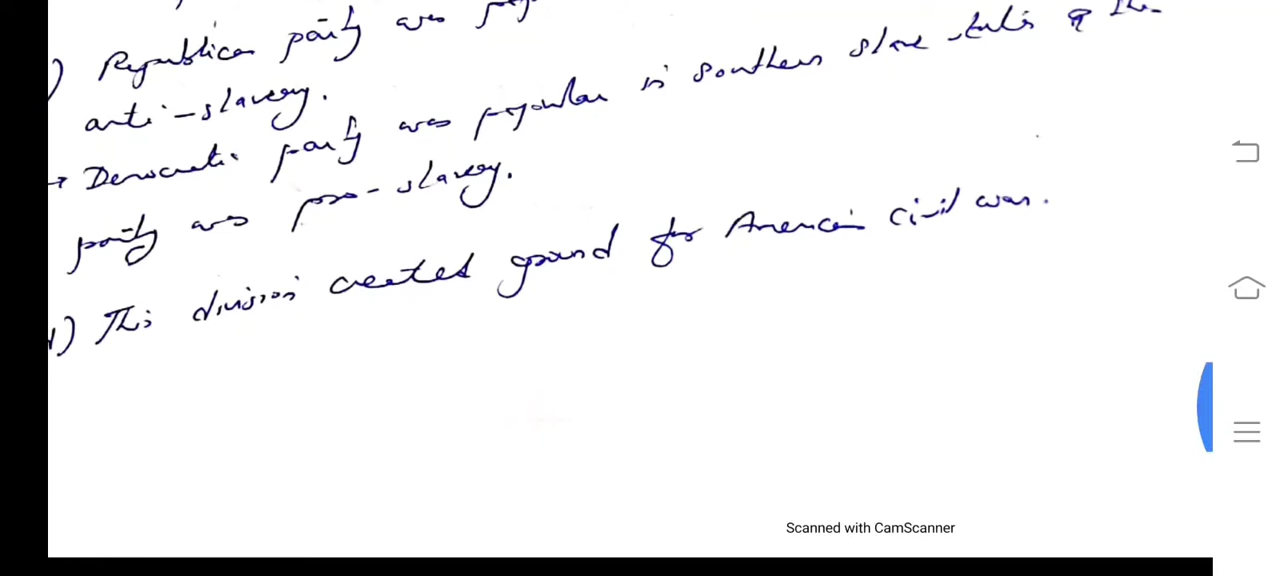 ) Republican party was
anti-slavery.
→ Democratic party was popular in southern slave states & the
party was pro-slavery.
) This division created ground for American civil war.
Scanned with CamScanner